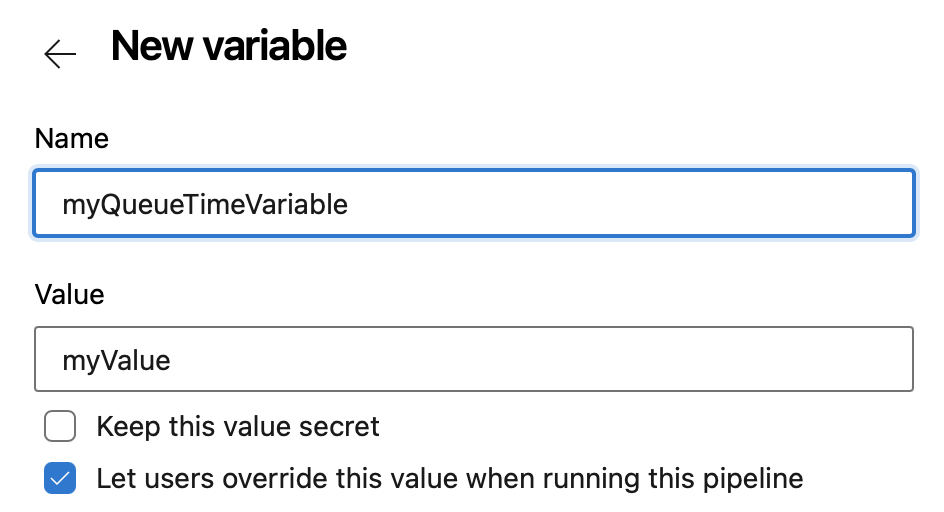 New variable
Name
myQueueTimeVariable
Value
myValue
Keep this value secret
Let users override this value when running this pipeline